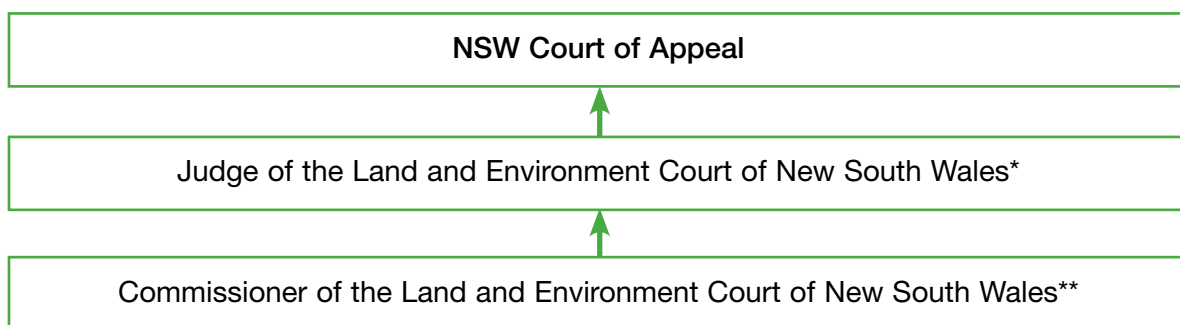 NSW Court of Appeal
Judge of the Land and Environment Court of New South Wales*
Commissioner of the Land and Environment Court of New South Wales**